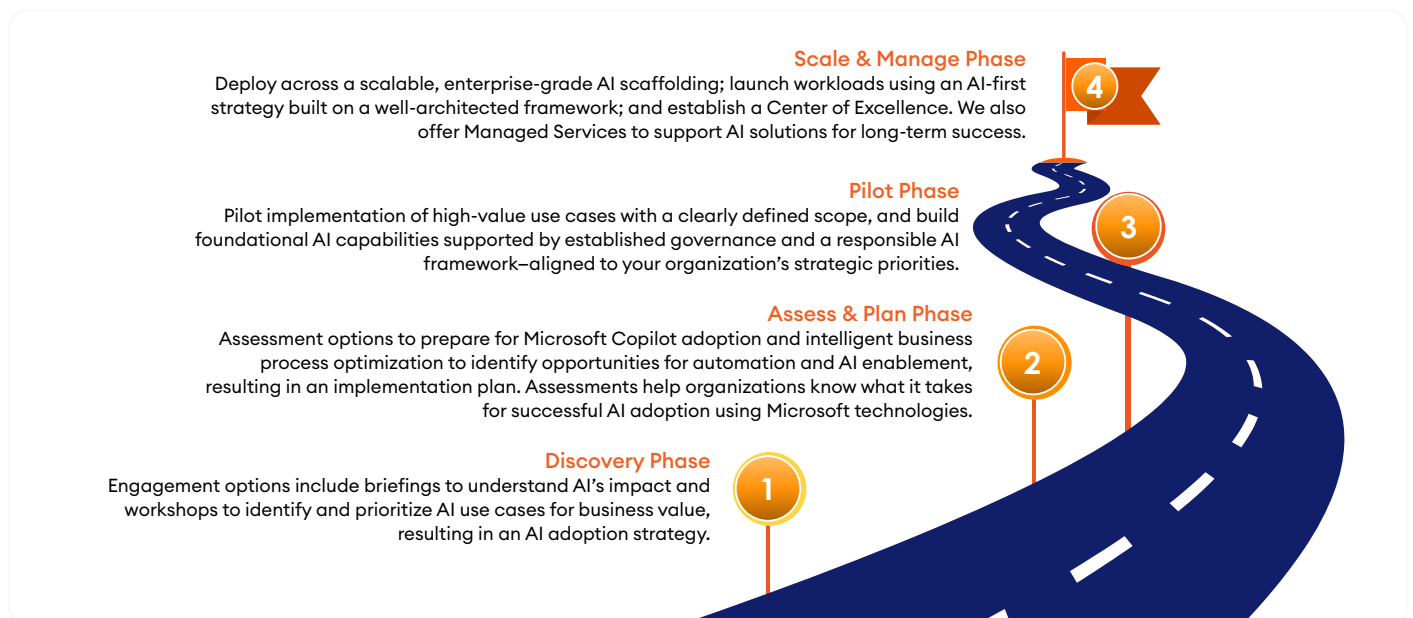 Scale & Manage Phase
Deploy across a scalable, enterprise-grade AI scaffolding; launch workloads using an AI-first
strategy built on a well-architected framework; and establish a Center of Excellence. We also
offer Managed Services to support AI solutions for long-term success.
4
Pilot Phase
Pilot implementation of high-value use cases with a clearly defined scope, and build
foundational AI capabilities supported by established governance and a responsible AI
framework—aligned to your organization’s strategic priorities.
3
Assess & Plan Phase
Assessment options to prepare for Microsoft Copilot adoption and intelligent business
process optimization to identify opportunities for automation and AI enablement,
resulting in an implementation plan. Assessments help organizations know what it takes
for successful AI adoption using Microsoft technologies.
2
Discovery Phase
Engagement options include briefings to understand AI’s impact and
workshops to identify and prioritize AI use cases for business value,
resulting in an AI adoption strategy.
1